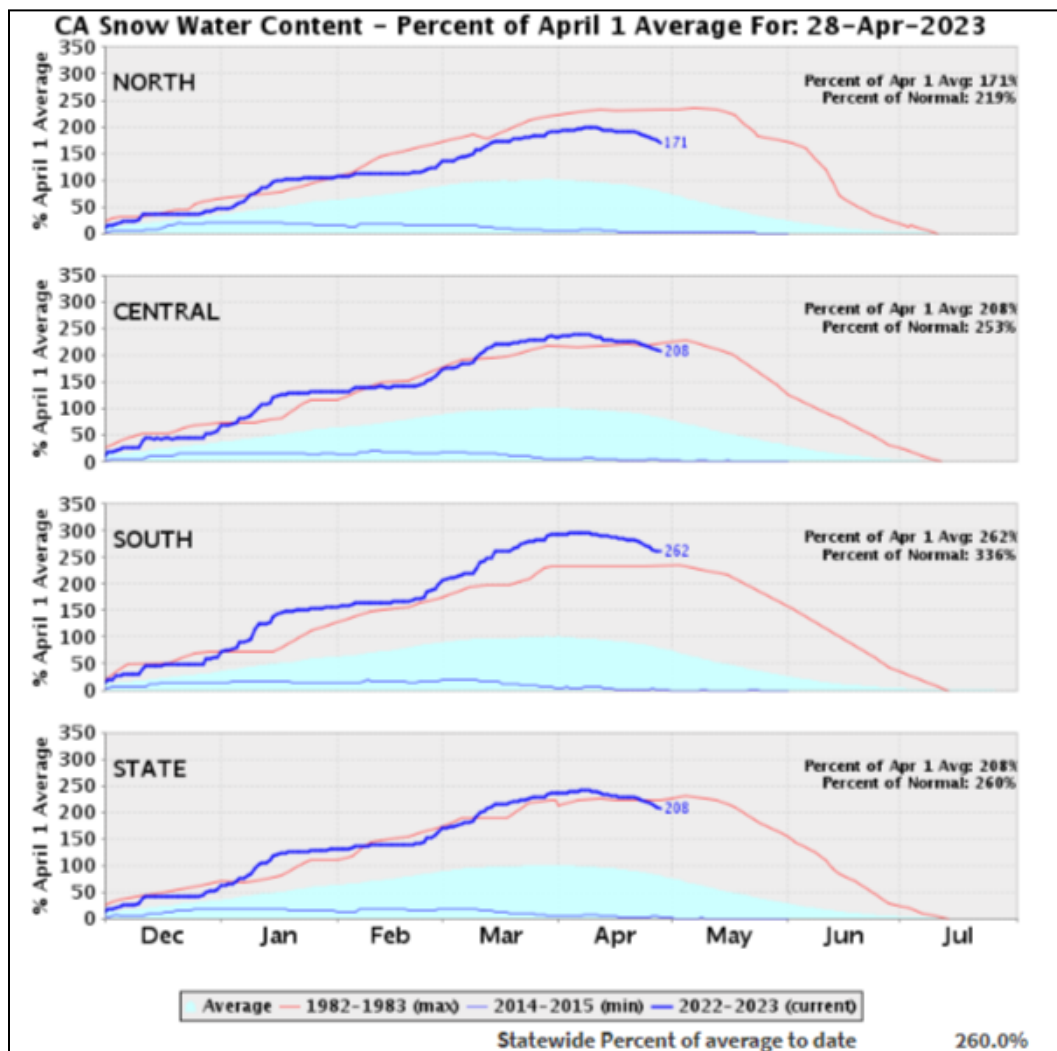 CA Snow Water Content – Percent of April 1 Average For: 28-Apr-2023
% April 1 Average
350
300
250
200
150
100
50
0
NORTH
Percent of Apr 1 Avg: 171%
Percent of Normal: 219%
171
% April 1 Average
350
300
250
200
150
100
50
0
CENTRAL
Percent of Apr 1 Avg: 208%
Percent of Normal: 253%
208
% April 1 Average
350
300
250
200
150
100
50
0
SOUTH
Percent of Apr 1 Avg: 262%
Percent of Normal: 336%
262
% April 1 Average
350
300
250
200
150
100
50
0
STATE
Percent of Apr 1 Avg: 208%
Percent of Normal: 260%
208
Dec Jan Feb Mar Apr May Jun Jul
Average 1982-1983 (max) 2014-2015 (min) 2022-2023 (current)
Statewide Percent of average to date 260.0%